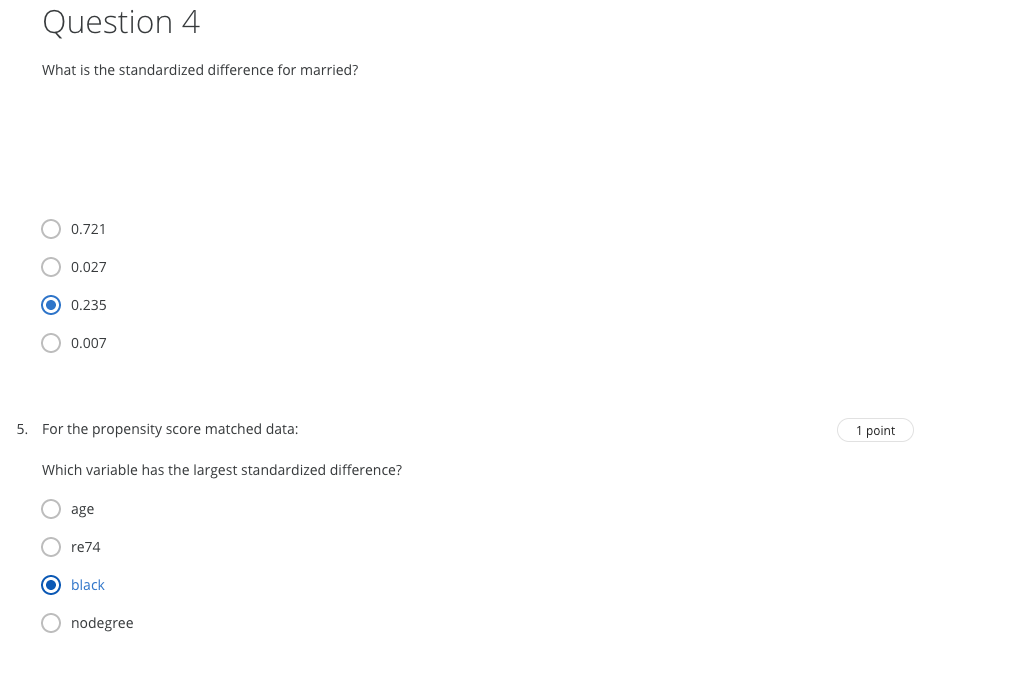 Question 4
What is the standardized difference for married?
0.721
0.027
0.235
0.007
5. For the propensity score matched data:
1 point
Which variable has the largest standardized difference?
age
re74
black
nodegree